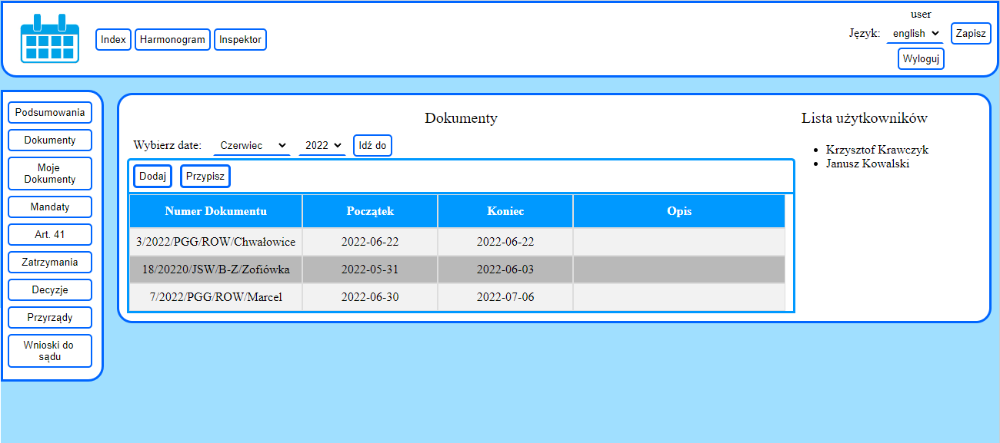 user
Index Harmonogram Inspektor
Język: english Zapisz
Wyloguj
Podsumowania
Dokumenty
Moje
Dokumenty
Mandaty
Art. 41
Zatrzymania
Decyzje
Przyrządy
Wnioski do
sądu
Dokumenty
Wybierz date: Czerwiec 2022 Idź do
Dodaj Przypisz
Numer Dokumentu Początek Koniec Opis
3/2022/PGG/ROW/Chwałowice 2022-06-22 2022-06-22
18/20220/JSW/B-Z/Zofiówka 2022-05-31 2022-06-03
7/2022/PGG/ROW/Marcel 2022-06-30 2022-07-06
Lista użytkowników
Krzysztof Krawczyk
Janusz Kowalski